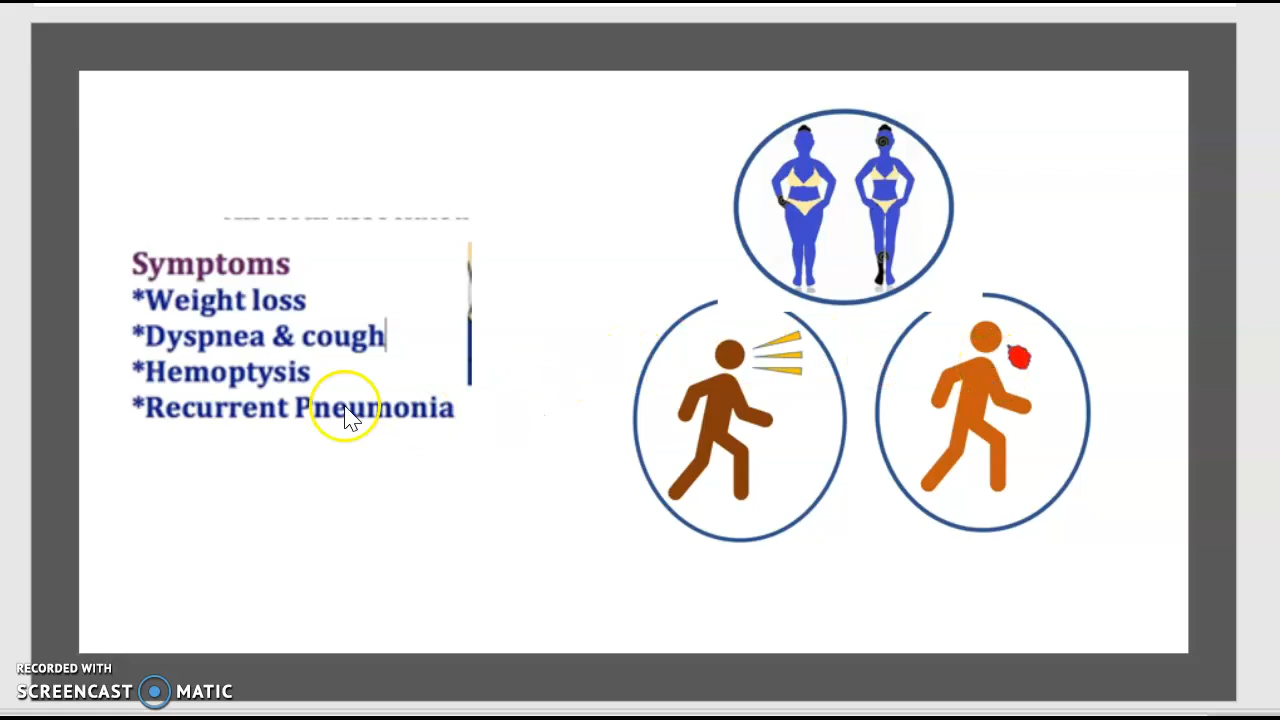 Symptoms
*Weight loss
*Dyspnea & cough
*Hemoptysis
*Recurrent Pneumonia
RECORDED WITH
SCREENCAST MATIC